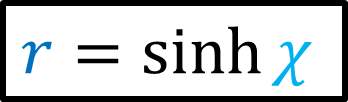 r = sinh χ